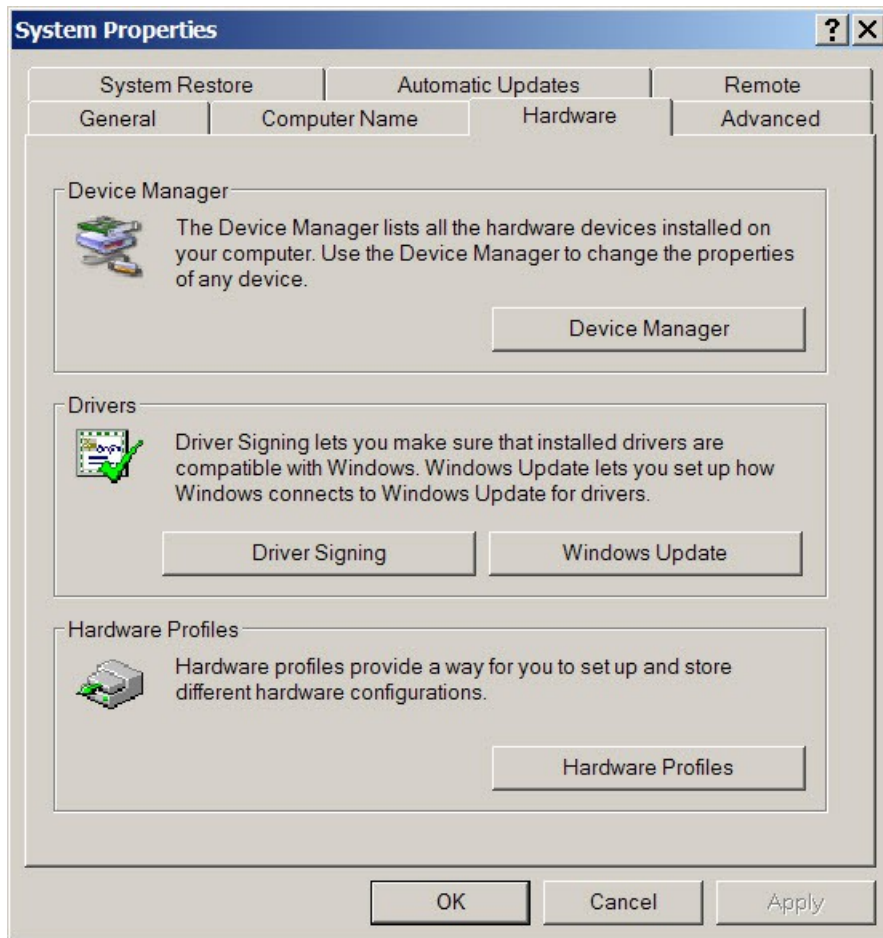 System Properties
System Restore
Automatic Updates
Remote
General
Computer Name
Hardware
Advanced
Device Manager
The Device Manager lists all the hardware devices installed on
your computer. Use the Device Manager to change the properties
of any device.
Device Manager
Drivers
Driver Signing lets you make sure that installed drivers are
compatible with Windows. Windows Update lets you set up how
Windows connects to Windows Update for drivers.
Driver Signing
Windows Update
Hardware Profiles
Hardware profiles provide a way for you to set up and store
different hardware configurations.
Hardware Profiles
OK
Cancel
Apply